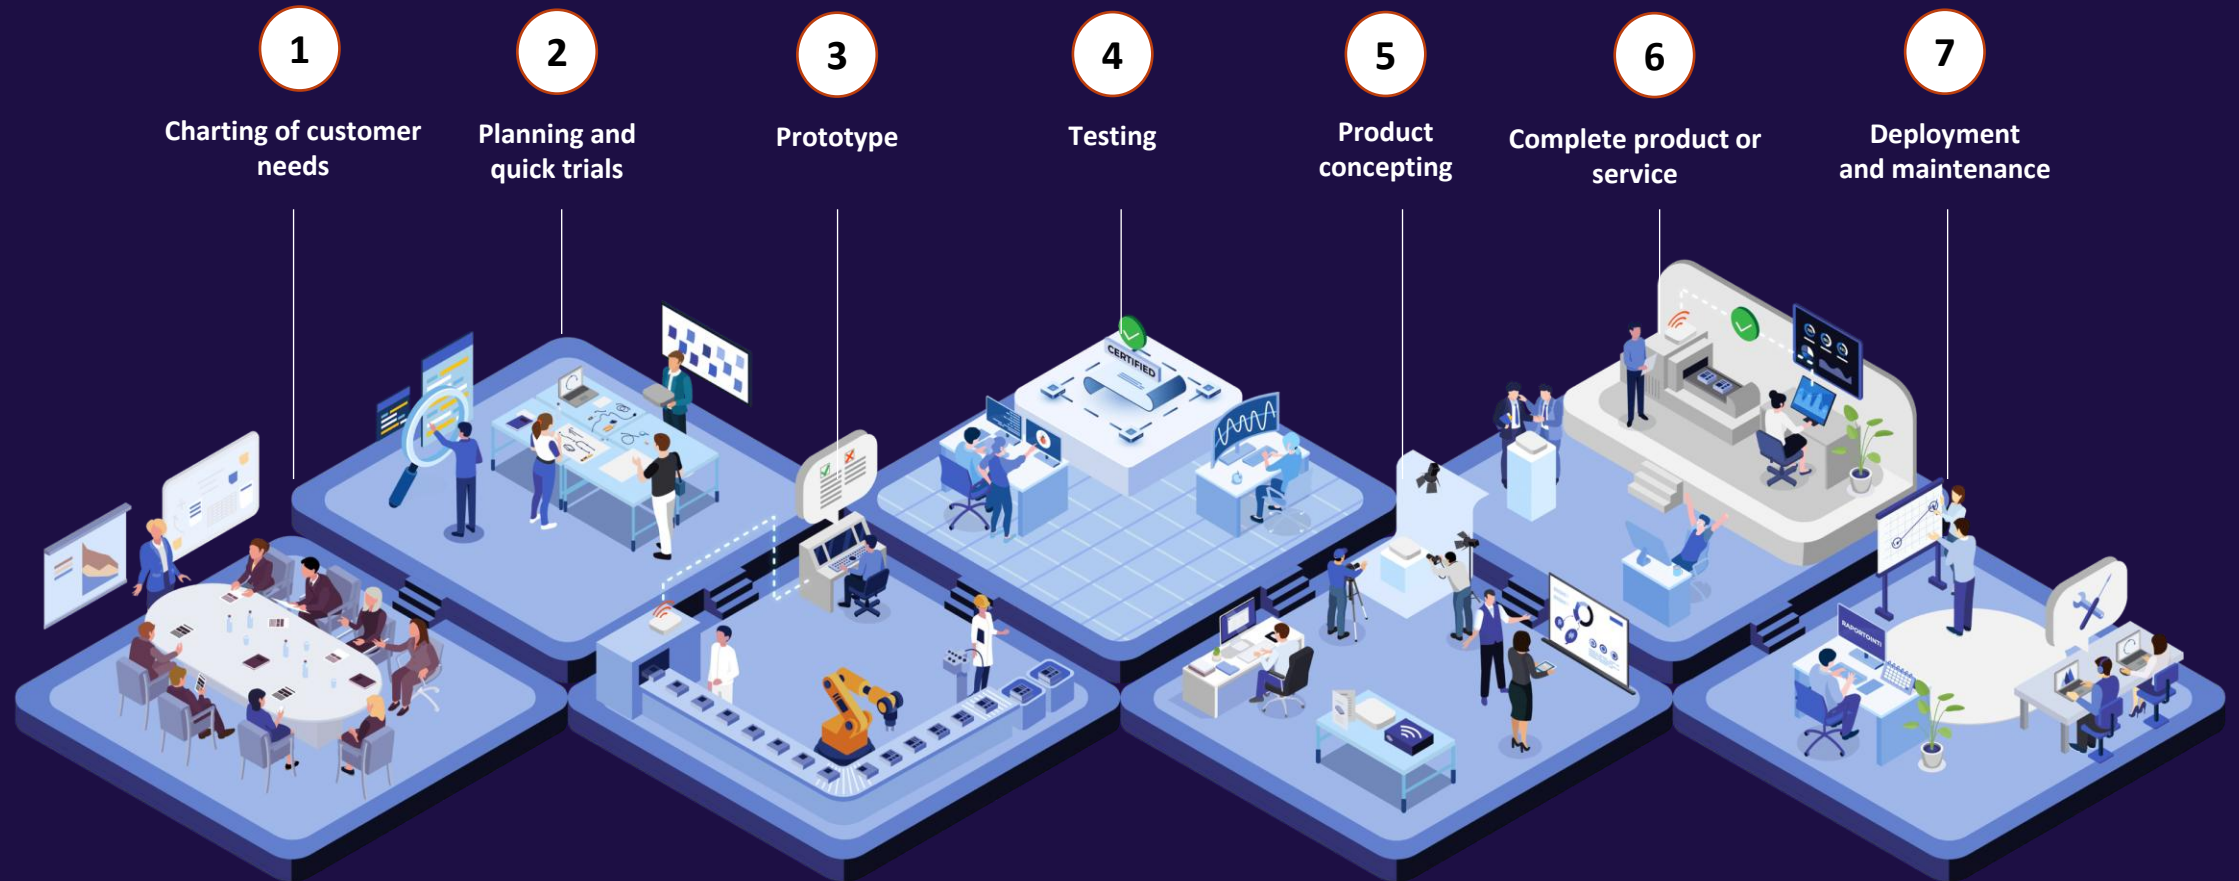 1
Charting of customer
needs
2
Planning and
quick trials
3
Prototype
4
Testing
5
Product
concepting
6
Complete product or
service
7
Deployment
and maintenance
CERTIFIED
RAPORTOINTI